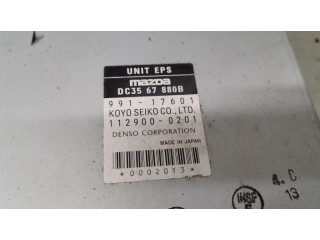 UNIT EPS
mazda
DC35 67 880B
991-17601
KOYO SEIKO CO., LTD.
112900-0201
DENSO CORPORATION
MADE IN JAPAN
*0002013*
A.C
13
INSP